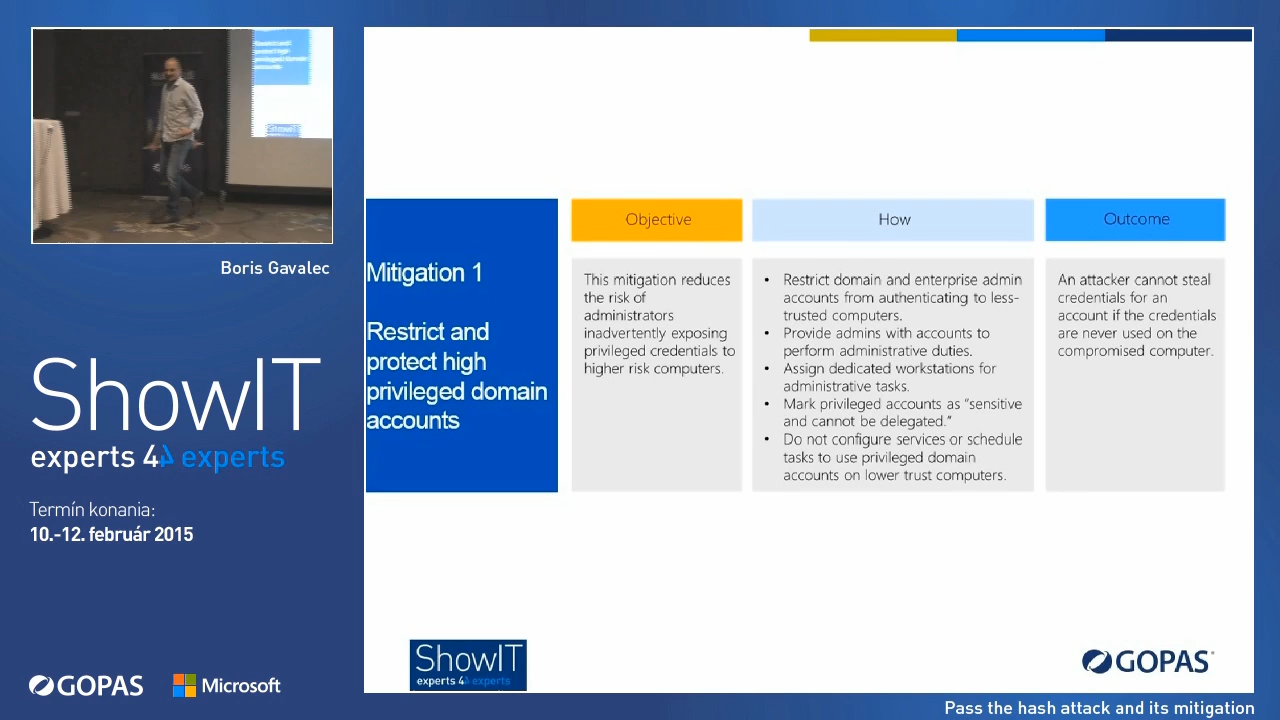 Boris Gavalec
ShowIT
experts 4 experts
Termín konania:
10.-12. február 2015
GOPAS
Microsoft
Mitigation 1
Restrict and
protect high
privileged domain
accounts
Objective
This mitigation reduces
the risk of
administrators
inadvertently exposing
privileged credentials to
higher risk computers.
How
• Restrict domain and enterprise admin
accounts from authenticating to less-
trusted computers.
• Provide admins with accounts to
perform administrative duties.
• Assign dedicated workstations for
administrative tasks.
• Mark privileged accounts as "sensitive
and cannot be delegated."
• Do not configure services or schedule
tasks to use privileged domain
accounts on lower trust computers.
Outcome
An attacker cannot steal
credentials for an
account if the credentials
are never used on the
compromised computer.
ShowIT
experts 4 experts
GOPAS
Pass the hash attack and its mitigation